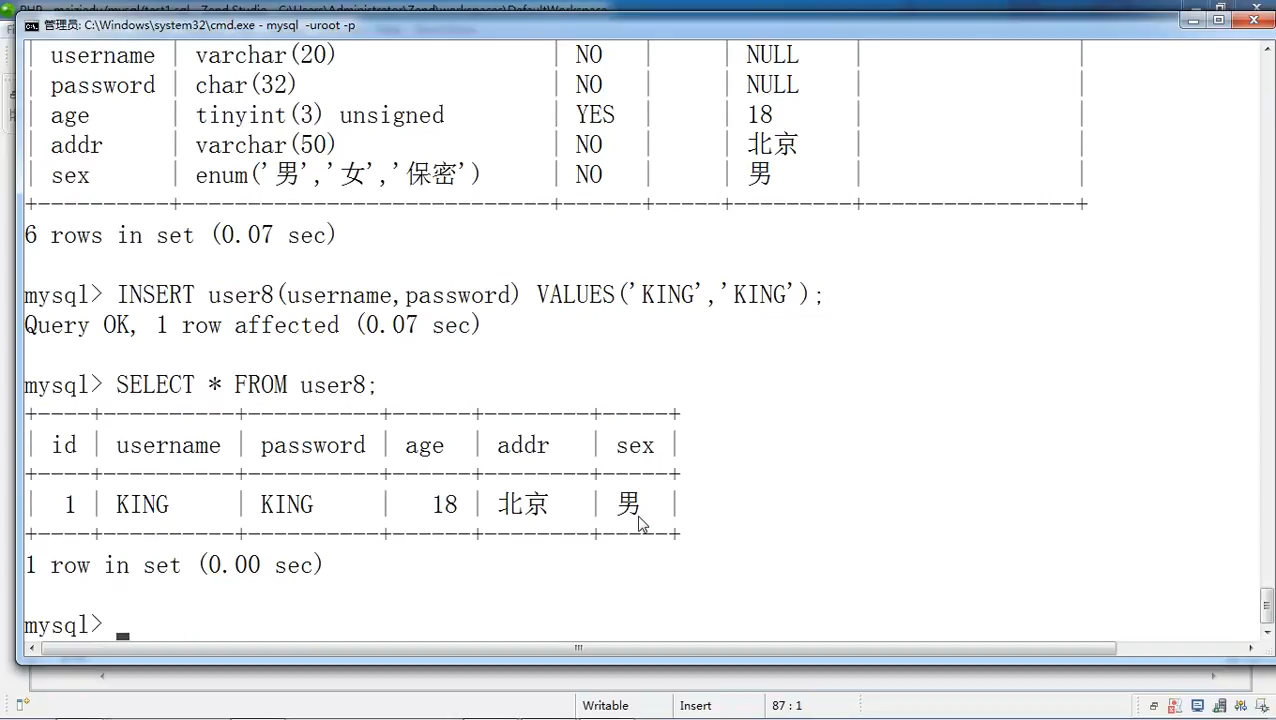 管理员: C:\Windows\system32\cmd.exe - mysql  -uroot -p
| username | varchar(20) | NO | | NULL | |
| password | char(32) | NO | | NULL | |
| age | tinyint(3) unsigned | YES | | 18 | |
| addr | varchar(50) | NO | | 北京 | |
| sex | enum('男','女','保密') | NO | | 男 | |
+----------+--------------------------+------+-----+---------+----------------+
6 rows in set (0.07 sec)
mysql> INSERT user8(username,password) VALUES('KING','KING');
Query OK, 1 row affected (0.07 sec)
mysql> SELECT * FROM user8;
+----+----------+----------+------+--------+-----+
| id | username | password | age | addr | sex |
+----+----------+----------+------+--------+-----+
| 1 | KING | KING | 18 | 北京 | 男 |
+----+----------+----------+------+--------+-----+
1 row in set (0.00 sec)
mysql>
Writable Insert 87 : 1